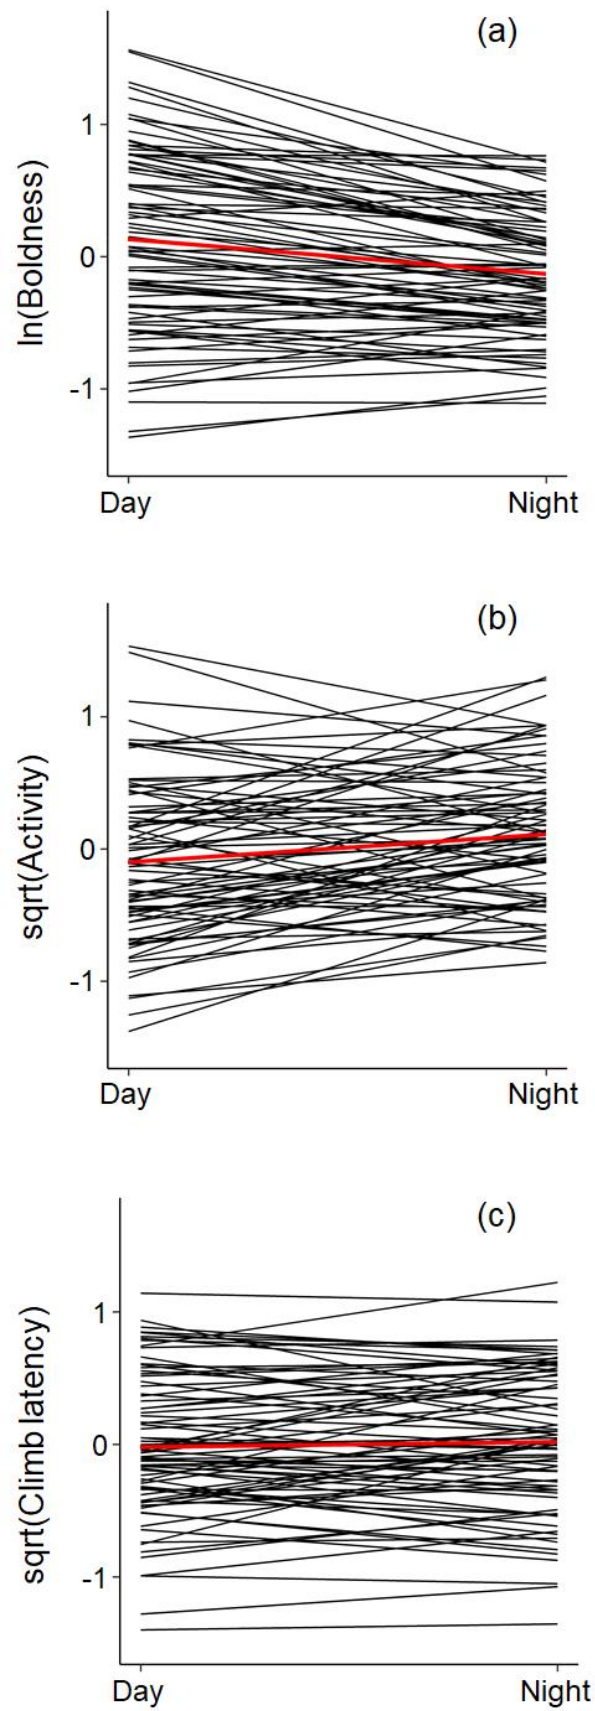 (a)
ln(Boldness)
1
0
-1
Day Night
(b)
sqrt(Activity)
1
0
-1
Day Night
(c)
sqrt(Climb latency)
1
0
-1
Day Night